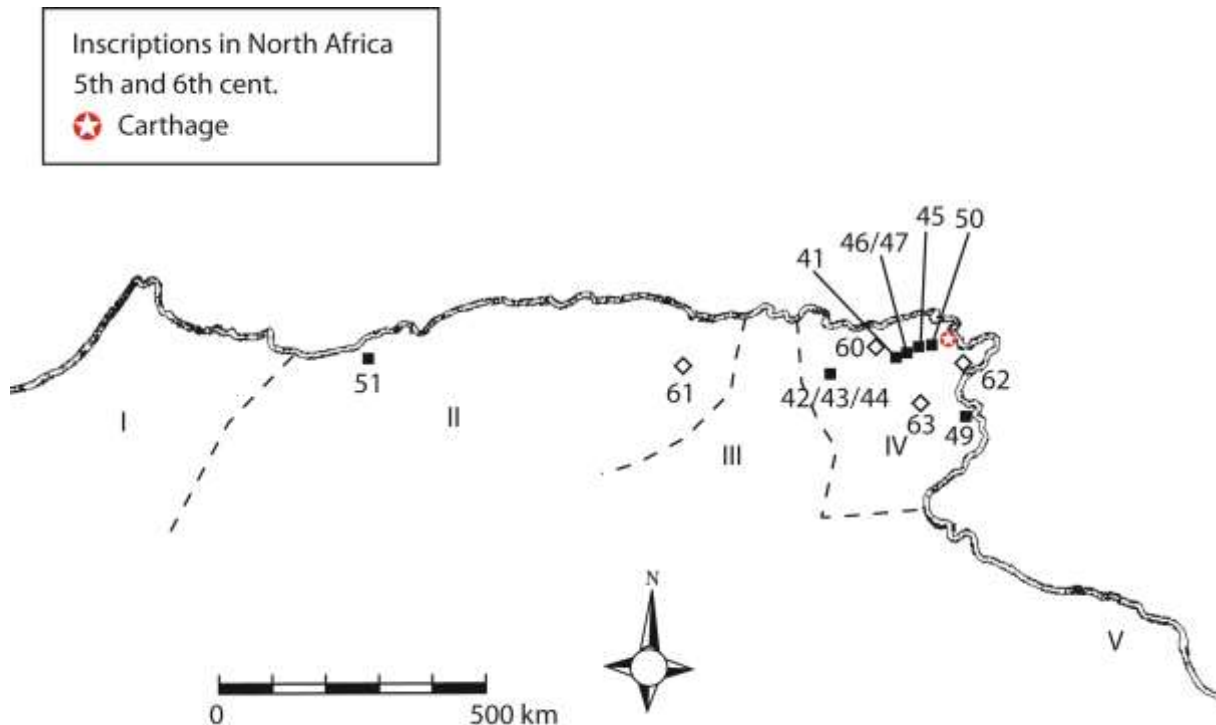 Inscriptions in North Africa
5th and 6th cent.
Carthage
45
50
46/47
41
60
51
61
42/43/44
62
63
49
I
II
III
IV
V
N
0
500 km